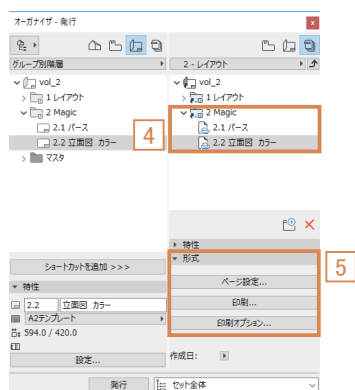 オーガナイザ - 発行
グループ別階層
2 - レイアウト
vol_2
1 レイアウト
2 Magic
2.1 パース
2.2 立面図 カラー
マスタ
vol_2
1 レイアウト
2 Magic
2.1 パース
2.2 立面図 カラー
4
特性
形式
ページ設定...
印刷...
印刷オプション...
5
ショートカットを追加 >>>
特性
2.2 立面図 カラー
A2テンプレート
594.0 / 420.0
設定...
作成日:
発行
セット全体